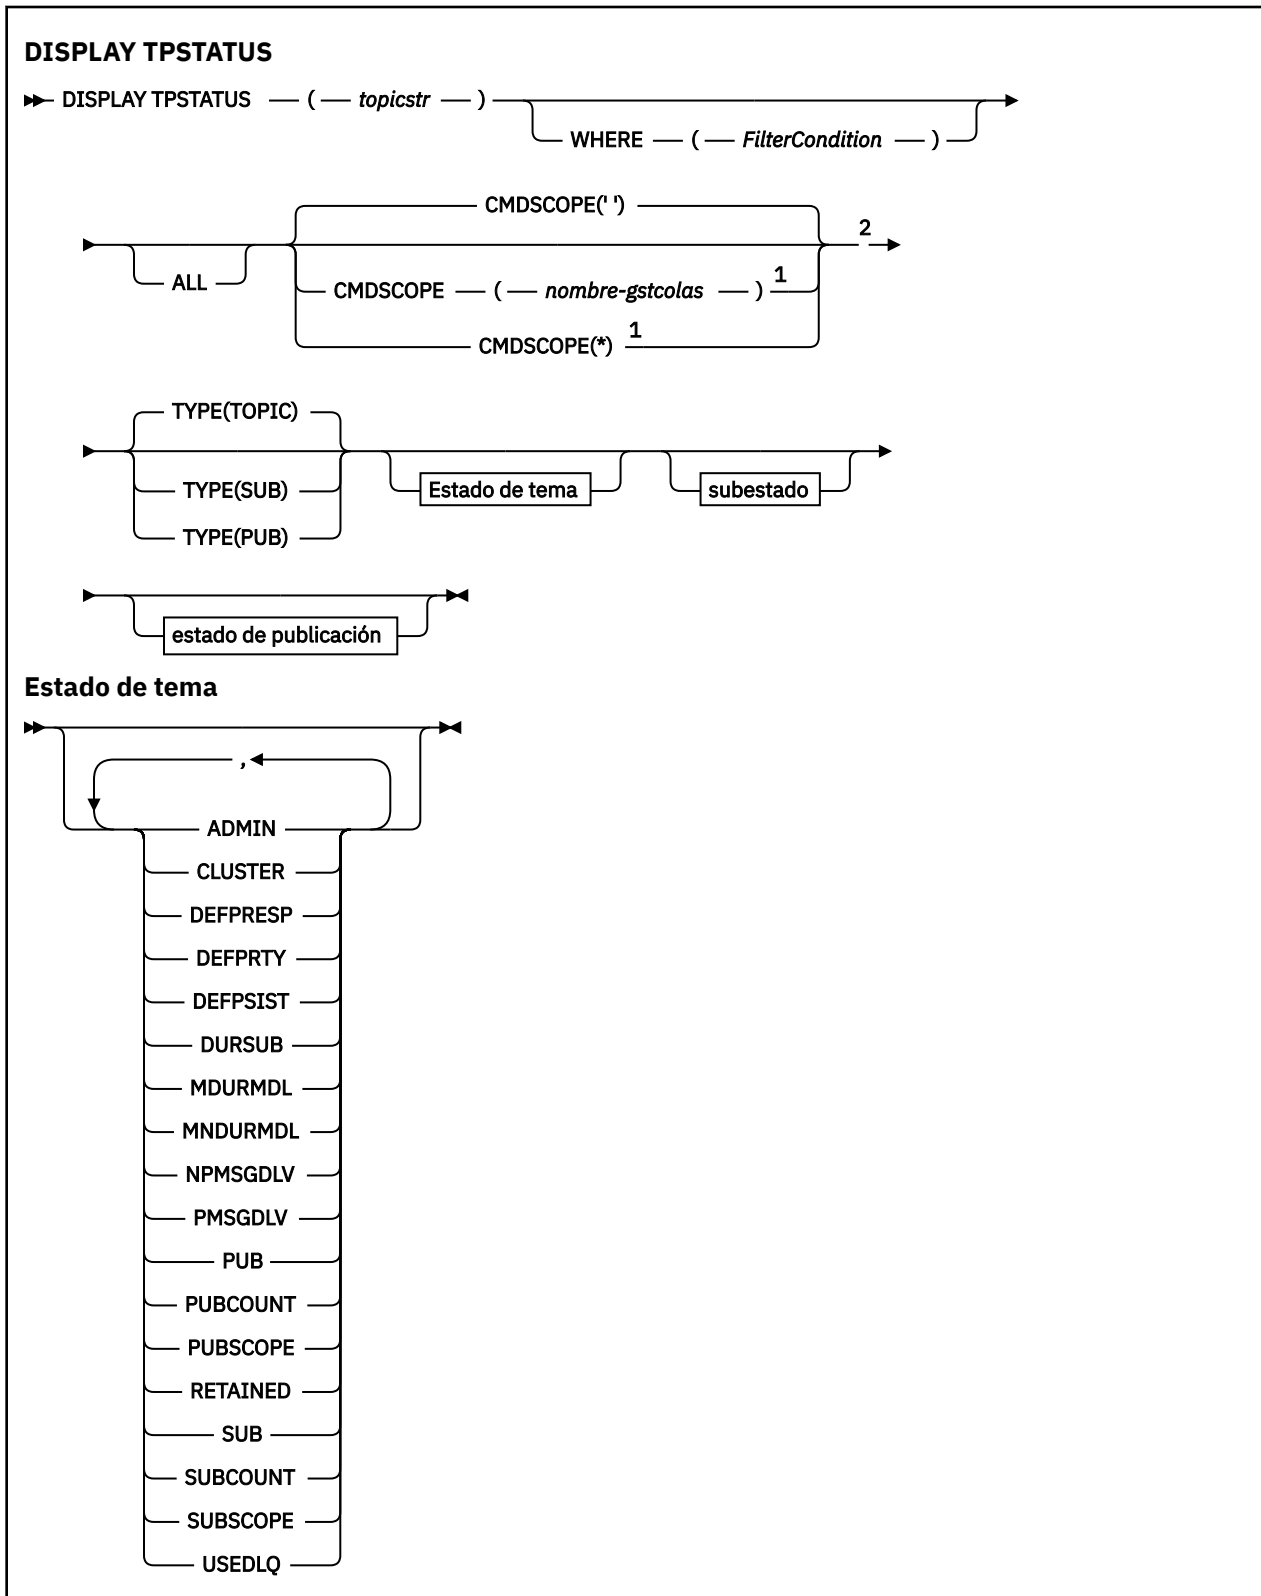 DISPLAY TPSTATUS
DISPLAY TPSTATUS ( topicstr )
WHERE ( FilterCondition )
CMDSCOPE(' ')
2
ALL
CMDSCOPE ( nombre-gstcolas ) 1
CMDSCOPE(*) 1
TYPE(TOPIC)
TYPE(SUB)
Estado de tema
subestado
TYPE(PUB)
estado de publicación
Estado de tema
,
ADMIN
CLUSTER
DEFPRESP
DEFPRTY
DEFPSIST
DURSUB
MDURMDL
MNDURMDL
NPMSGDLV
PMSGDLV
PUB
PUBCOUNT
PUBSCOPE
RETAINED
SUB
SUBCOUNT
SUBSCOPE
USEDLQ